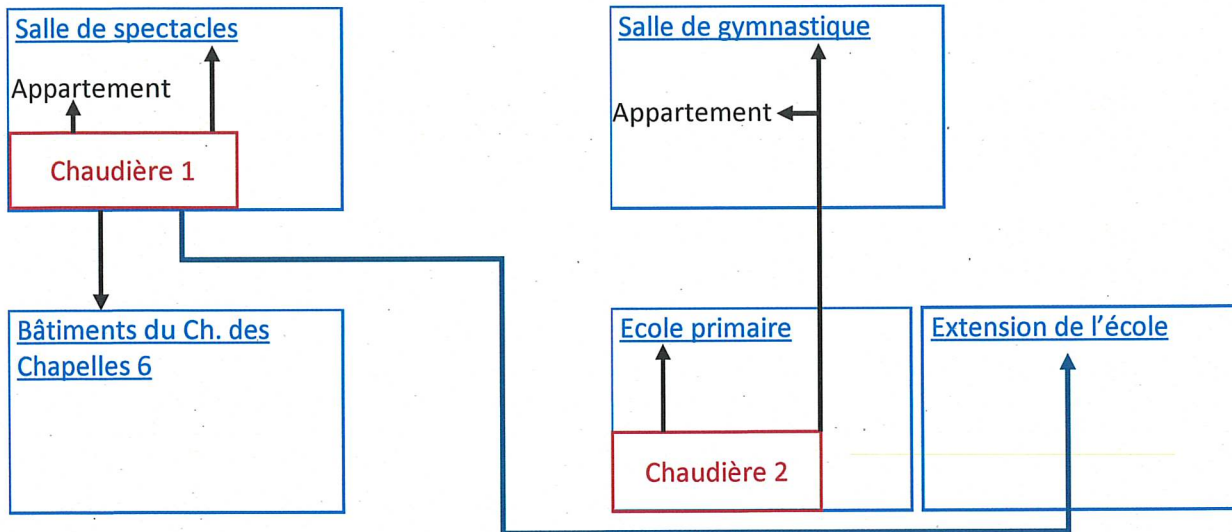 Salle de spectacles
Appartement
Chaudière 1
Salle de gymnastique
Appartement
Bâtiments du Ch. des
Chapelles 6
Ecole primaire
Chaudière 2
Extension de l'école